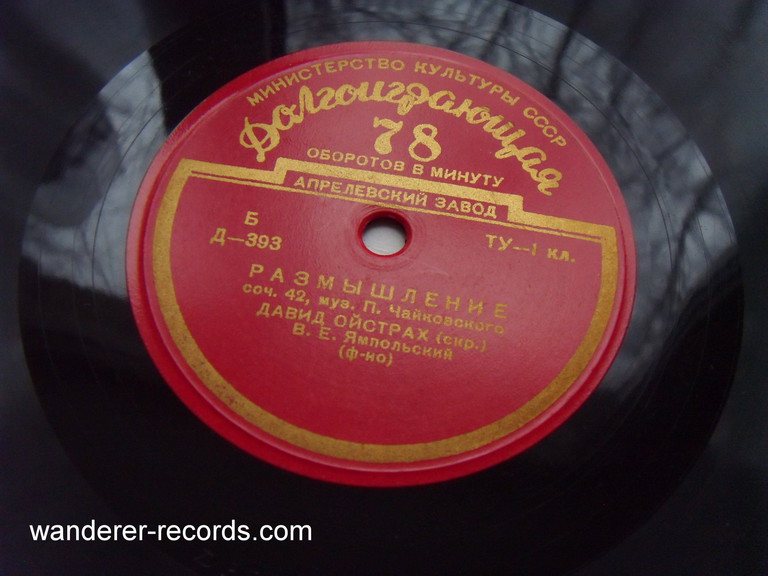 МИНИСТЕРСТВО КУЛЬТУРЫ СССР
Долгоиграющая
78
ОБОРОТОВ В МИНУТУ
АПРЕЛЕВСКИЙ ЗАВОД
Б
Д—393
ТУ—1 кл.
РАЗМЫШЛЕНИЕ
соч. 42, муз. П. Чайковского
ДАВИД ОЙСТРАХ (скр.)
В. Е. Ямпольский
(ф-но)
wanderer-records.com